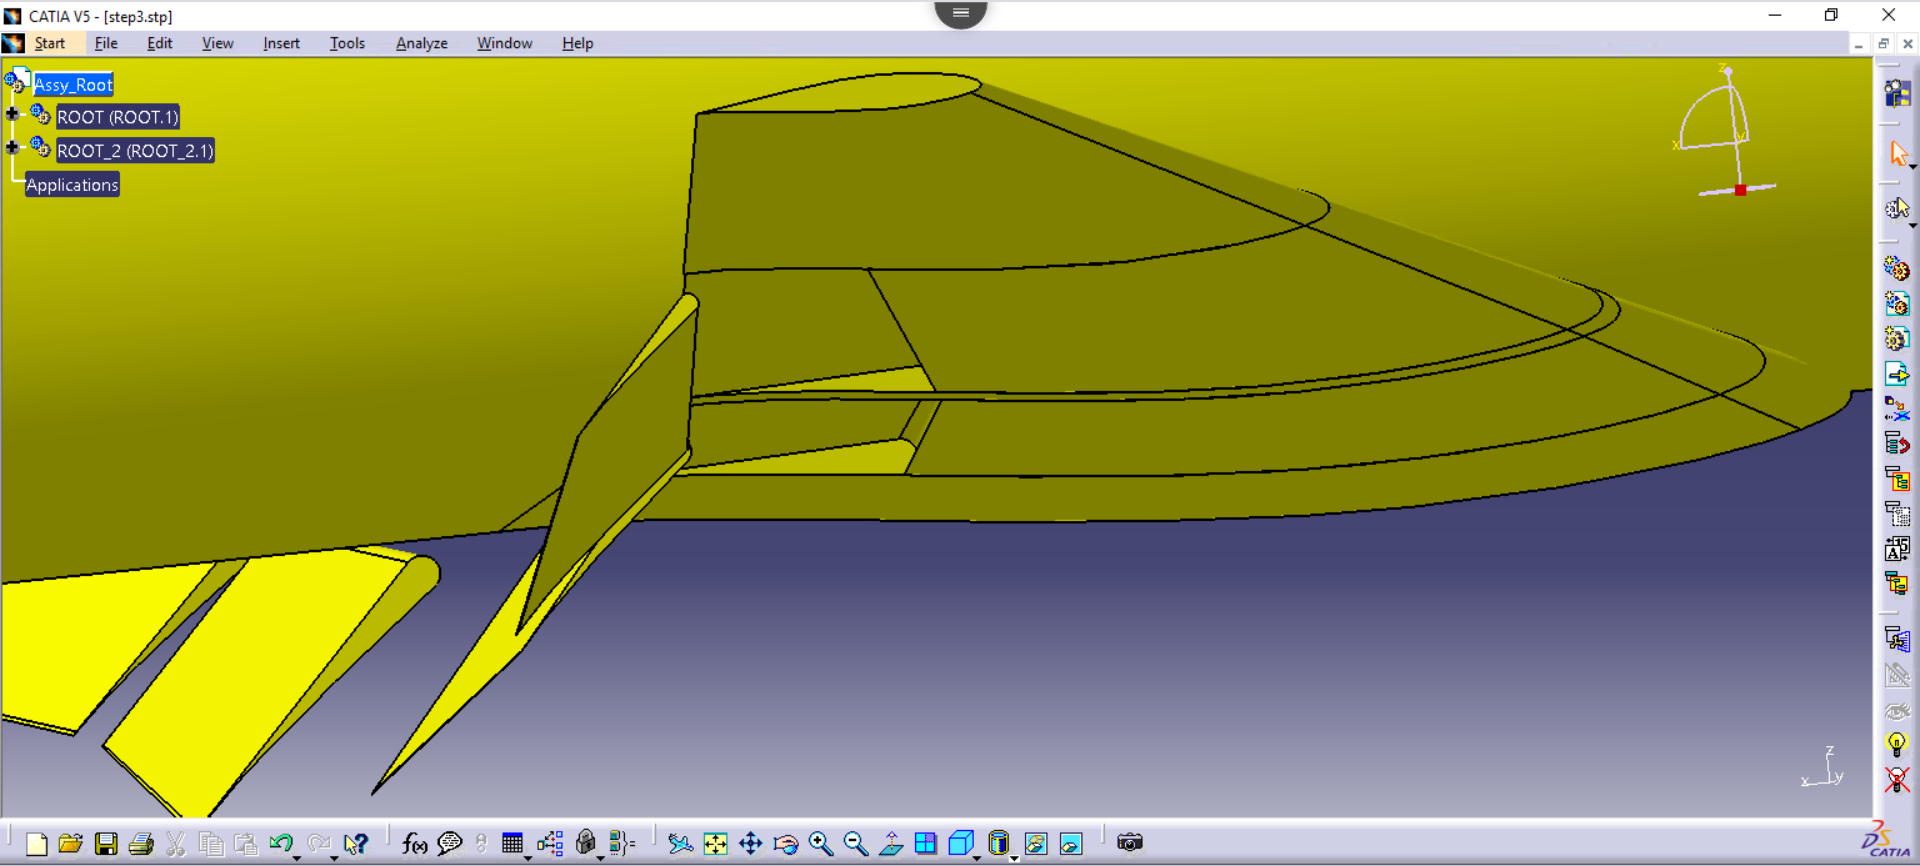 CATIA V5 - [step3.stp]
Start File Edit View Insert Tools Analyze Window Help
Assy_Root
ROOT (ROOT.1)
ROOT_2 (ROOT_2.1)
Applications
z
x
y
z
x y
f(x)
CATIA